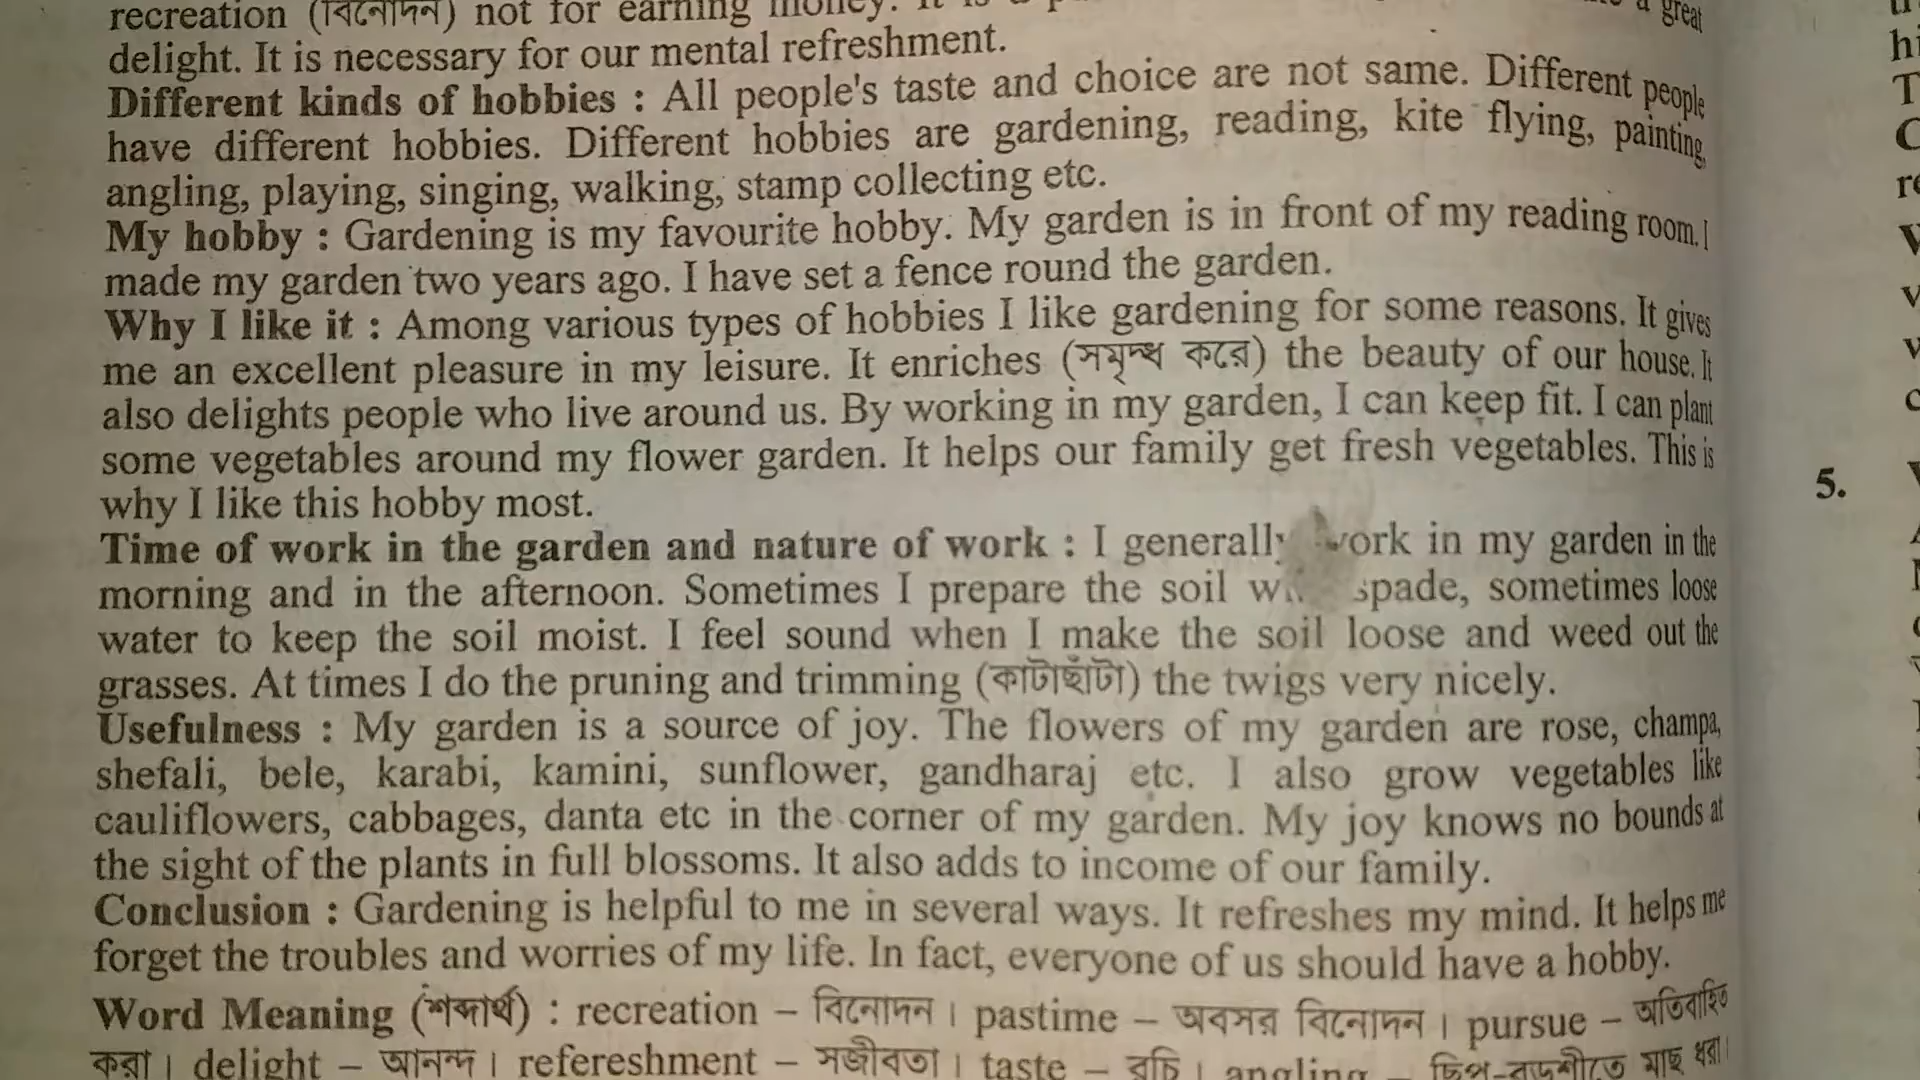 recreation (বিনোদন) not for earning money. It is a great
delight. It is necessary for our mental refreshment.
Different kinds of hobbies : All people's taste and choice are not same. Different people
have different hobbies. Different hobbies are gardening, reading, kite flying, painting,
angling, playing, singing, walking, stamp collecting etc.
My hobby : Gardening is my favourite hobby. My garden is in front of my reading room. I
made my garden two years ago. I have set a fence round the garden.
Why I like it : Among various types of hobbies I like gardening for some reasons. It gives
me an excellent pleasure in my leisure. It enriches (সমৃদ্ধ করে) the beauty of our house. It
also delights people who live around us. By working in my garden, I can keep fit. I can plant
some vegetables around my flower garden. It helps our family get fresh vegetables. This is
why I like this hobby most.
Time of work in the garden and nature of work : I generally work in my garden in the
morning and in the afternoon. Sometimes I prepare the soil spade, sometimes loose
water to keep the soil moist. I feel sound when I make the soil loose and weed out the
grasses. At times I do the pruning and trimming (কাটাছাঁটা) the twigs very nicely.
Usefulness : My garden is a source of joy. The flowers of my garden are rose, champa,
shefali, bele, karabi, kamini, sunflower, gandharaj etc. I also grow vegetables like
cauliflowers, cabbages, danta etc in the corner of my garden. My joy knows no bounds at
the sight of the plants in full blossoms. It also adds to income of our family.
Conclusion : Gardening is helpful to me in several ways. It refreshes my mind. It helps me
forget the troubles and worries of my life. In fact, everyone of us should have a hobby.
Word Meaning (শব্দার্থ) : recreation – বিনোদন। pastime – অবসর বিনোদন। pursue – অতিবাহিত
করা। delight – আনন্দ। refereshment – সজীবতা। taste – রুচি। angling – ছিপ-বড়শীতে মাছ ধরা।
5.